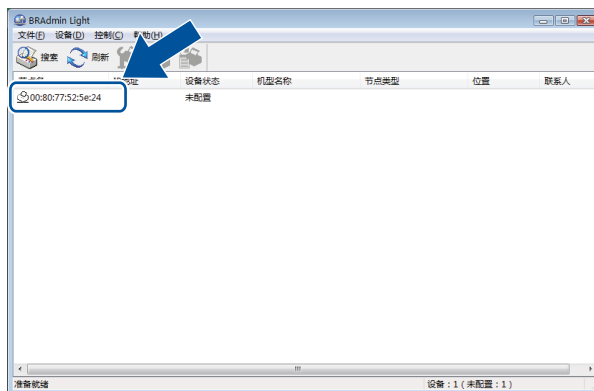 BRAdmin Light
文件(F) 设备(D) 控制(C) 帮助(H)
搜索 刷新
设备状态 机型名称 节点类型 位置 联系人
00:80:77:52:5e:24 未配置
准备就绪 设备：1（未配置：1）